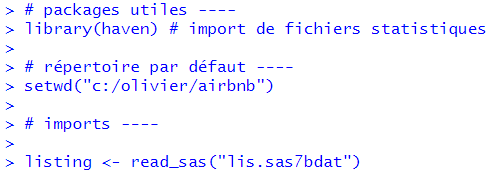 > # packages utiles ----
> library(haven) # import de fichiers statistiques
>
> # répertoire par défaut ----
> setwd("c:/olivier/airbnb")
>
> # imports ----
>
> listing <- read_sas("lis.sas7bdat")